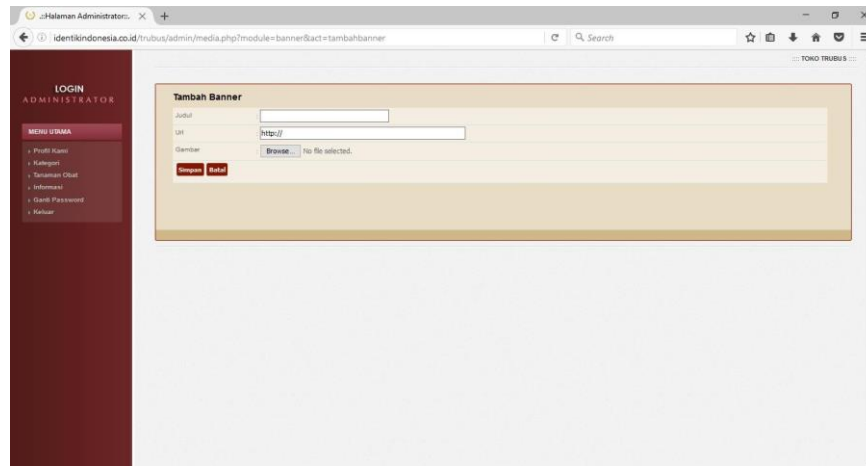 .::Halaman Administrator::.
identikindonesia.co.id/trubus/admin/media.php?module=banner&act=tambahbanner
Search
:::: TOKO TRUBUS ::::
LOGIN
ADMINISTRATOR
MENU UTAMA
Profil Kami
Kategori
Tanaman Obat
Informasi
Ganti Password
Keluar
Tambah Banner
Judul :
Url : http://
Gambar : Browse... No file selected.
Simpan Batal